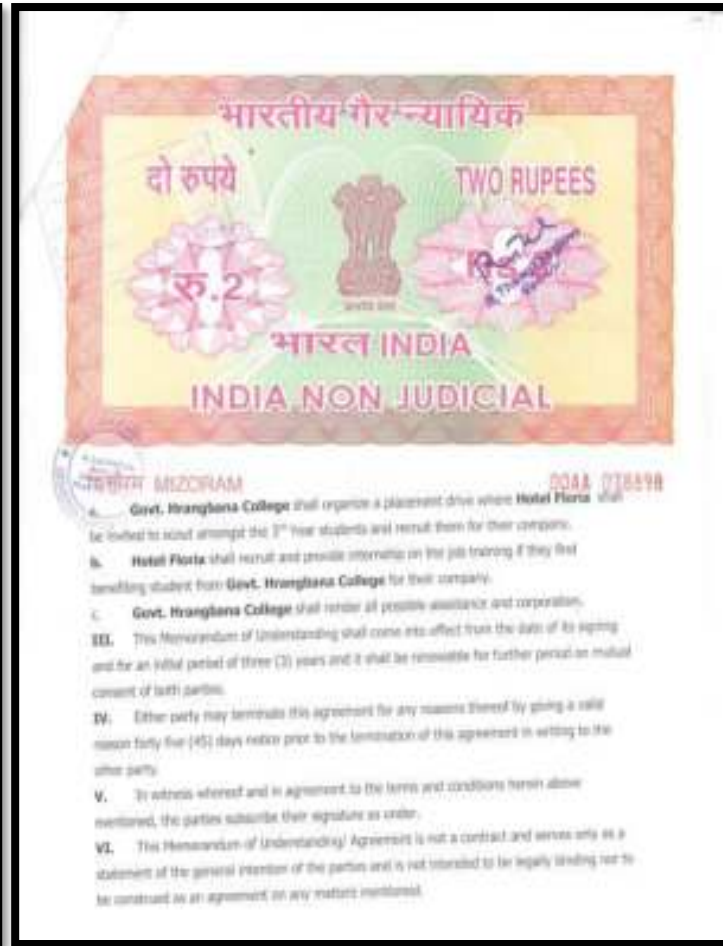 भारतीय गैर न्यायिक
दो रुपये TWO RUPEES
रु.2 RS.2
सत्यमेव जयते
भारत INDIA
INDIA NON JUDICIAL
मिजोरम MIZORAM 00AA
a. Govt. Hrangbana College shall organize a placement drive where Hotel Floria shall
be invited to scout amongst the 3rd Year students and recruit them for their company.
b. Hotel Floria shall recruit and provide internship on the job training if they find
benefiting student from Govt. Hrangbana College for their company.
c. Govt. Hrangbana College shall render all possible assistance and corporation.
III. This Memorandum of Understanding shall come into effect from the date of its signing
and for an initial period of three (3) years and it shall be renewable for further period on mutual
consent of both parties.
IV. Either party may terminate this agreement for any reasons thereof by giving a valid
reason forty five (45) days notice prior to the termination of this agreement in writing to the
other party.
V. In witness whereof and in agreement to the terms and conditions herein above
mentioned, the parties subscribe their signature as under.
VI. This Memorandum of Understanding/ Agreement is not a contract and serves only as a
statement of the general intention of the parties and is not intended to be legally binding nor to
be construed as an agreement on any matters mentioned.